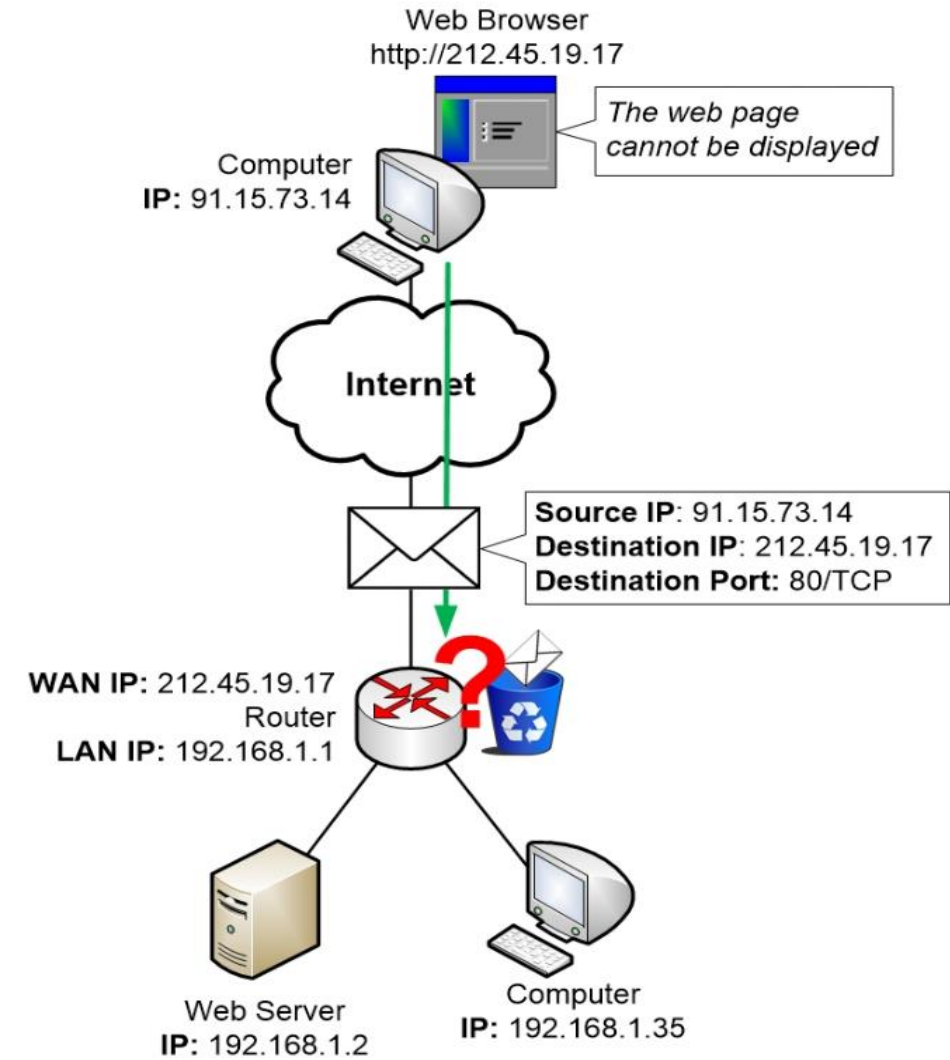 Web Browser
http://212.45.19.17
The web page
cannot be displayed
Computer
IP: 91.15.73.14
Internet
Source IP: 91.15.73.14
Destination IP: 212.45.19.17
Destination Port: 80/TCP
?
WAN IP: 212.45.19.17
Router
LAN IP: 192.168.1.1
Web Server
IP: 192.168.1.2
Computer
IP: 192.168.1.35